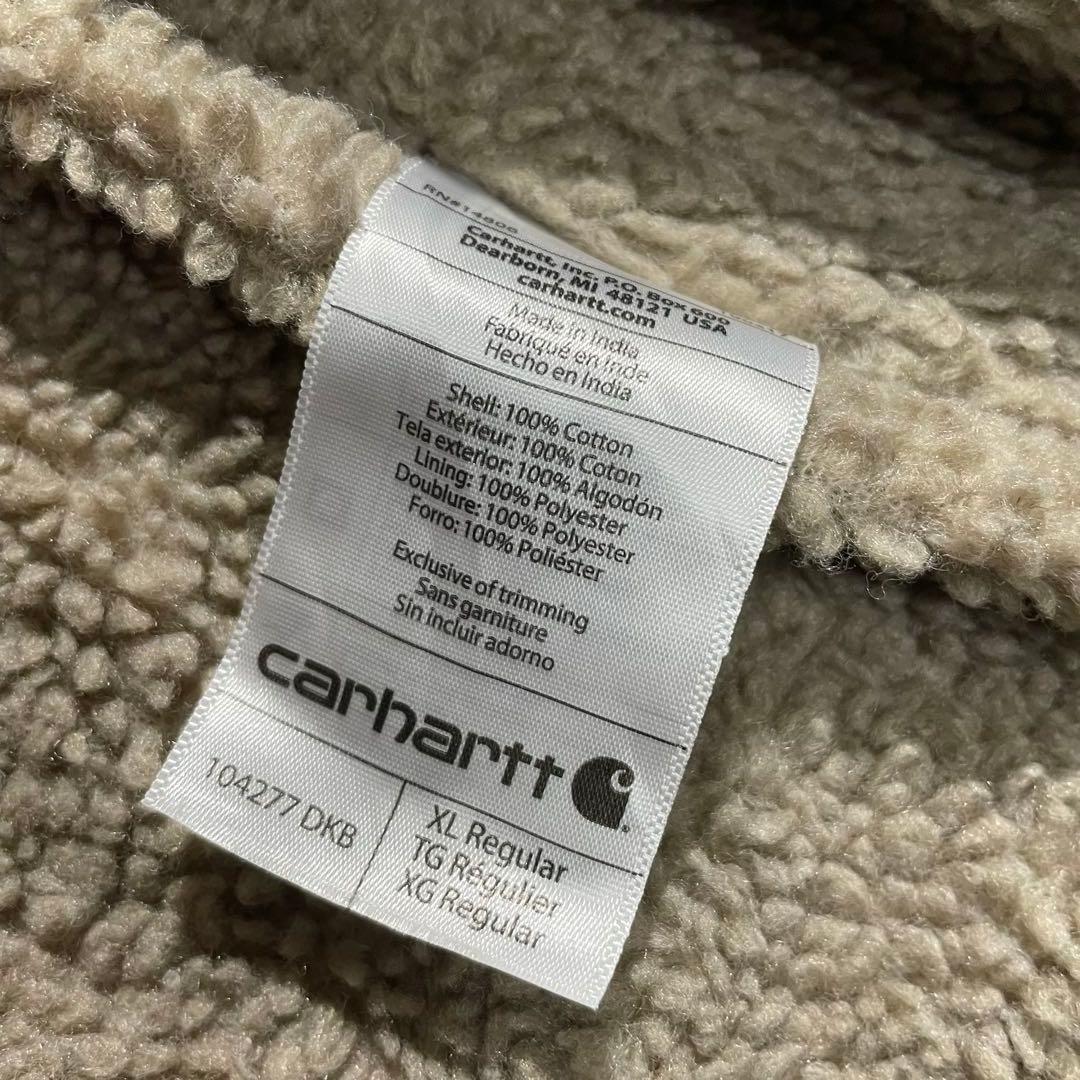 RN#14806
Carhartt, Inc. P.O. Box 600
Dearborn, MI 48121 USA
carhartt.com
Made in India
Fabriqué en Inde
Hecho en India
Shell: 100% Cotton
Extérieur: 100% Coton
Tela exterior: 100% Algodón
Lining: 100% Polyester
Doublure: 100% Polyester
Forro: 100% Poliéster
Exclusive of trimming
Sans garniture
Sin incluir adorno
carhartt
104277 DKB
XL Regular
TG Régulier
XG Regular